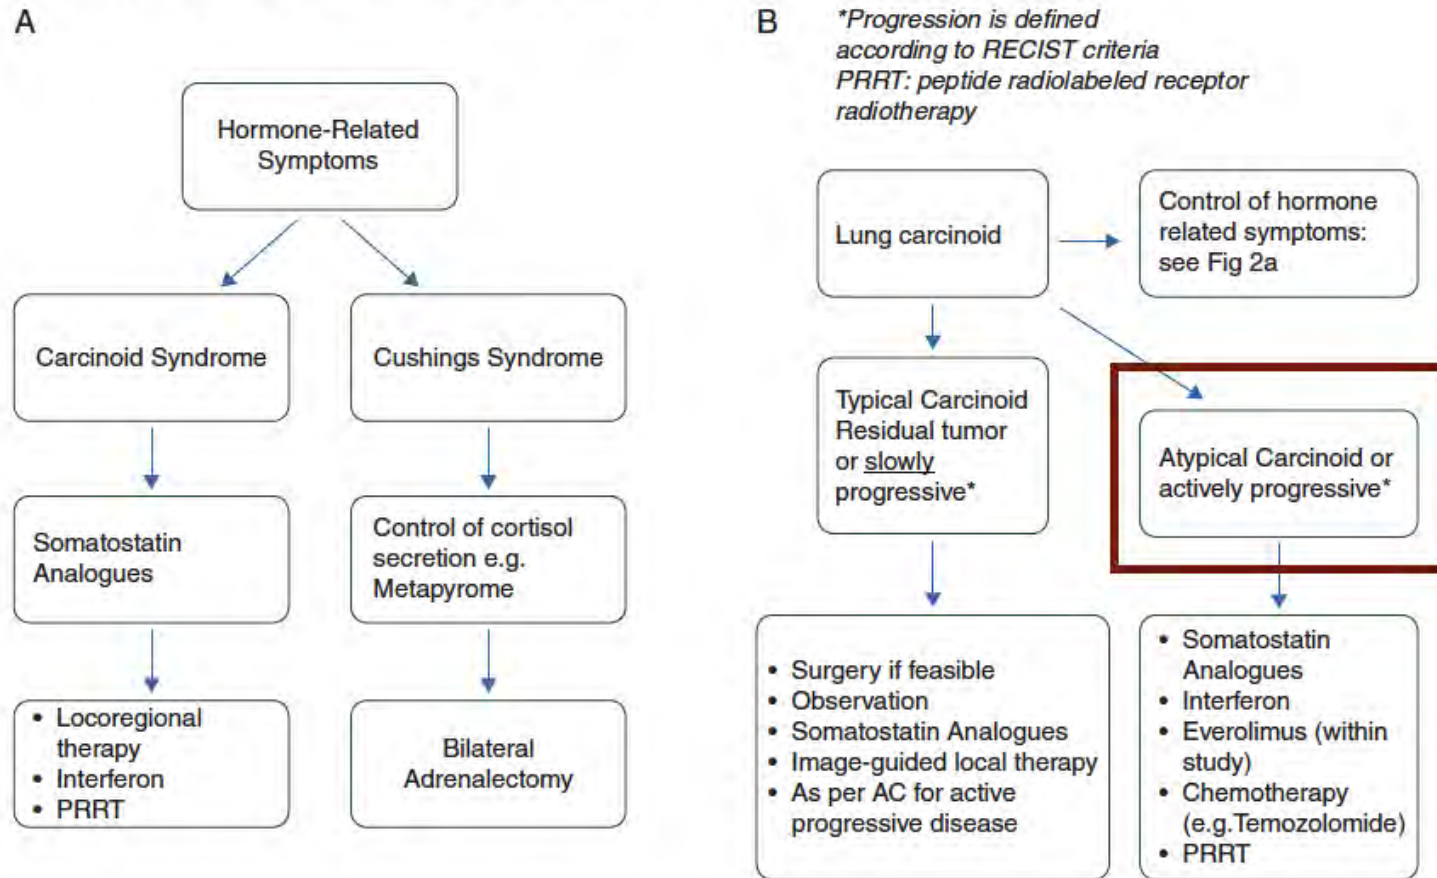 A
Hormone-Related
Symptoms
Carcinoid Syndrome
Cushings Syndrome
Somatostatin
Analogues
Control of cortisol
secretion e.g.
Metapyrome
• Locoregional
therapy
• Interferon
• PRRT
Bilateral
Adrenalectomy
B
*Progression is defined
according to RECIST criteria
PRRT: peptide radiolabeled receptor
radiotherapy
Lung carcinoid
Control of hormone
related symptoms:
see Fig 2a
Typical Carcinoid
Residual tumor
or slowly
progressive*
Atypical Carcinoid or
actively progressive*
• Surgery if feasible
• Observation
• Somatostatin Analogues
• Image-guided local therapy
• As per AC for active
progressive disease
• Somatostatin
Analogues
• Interferon
• Everolimus (within
study)
• Chemotherapy
(e.g.Temozolomide)
• PRRT